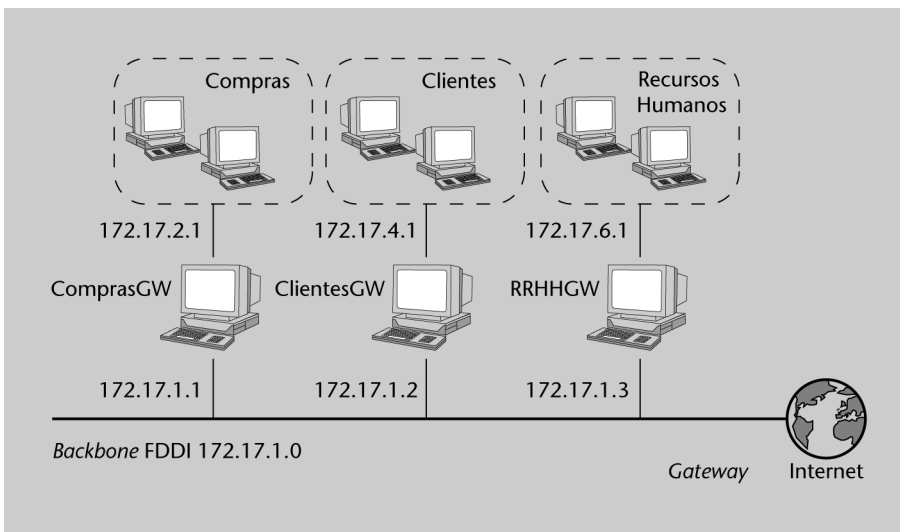 Compras
Clientes
Recursos
Humanos
172.17.2.1
172.17.4.1
172.17.6.1
ComprasGW
ClientesGW
RRHHGW
172.17.1.1
172.17.1.2
172.17.1.3
Backbone FDDI 172.17.1.0
Gateway
Internet